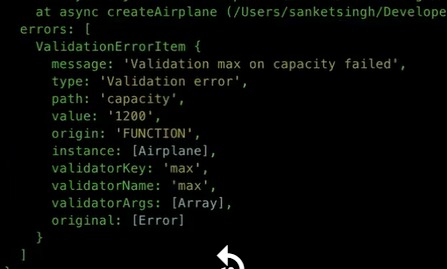 at async createAirplane (/Users/sanketsingh/Develope
errors: [
ValidationErrorItem {
message: 'Validation max on capacity failed',
type: 'Validation error',
path: 'capacity',
value: '1200',
origin: 'FUNCTION',
instance: [Airplane],
validatorKey: 'max',
validatorName: 'max',
validatorArgs: [Array],
original: [Error]
}
]